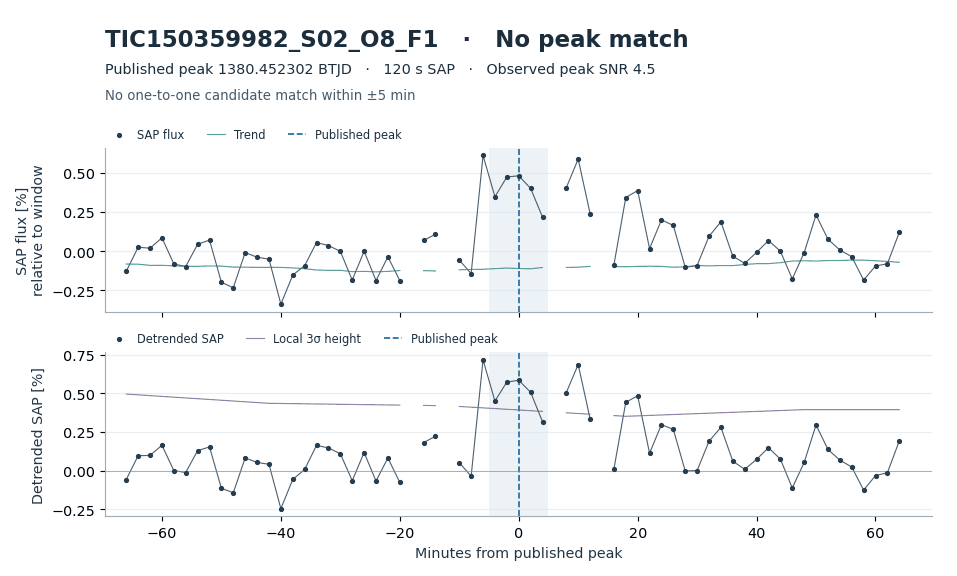 TIC150359982_S02_O8_F1 · No peak match
Published peak 1380.452302 BTJD · 120 s SAP · Observed peak SNR 4.5
No one-to-one candidate match within ±5 min
SAP flux Trend Published peak
SAP flux [%]
relative to window
0.50
0.25
0.00
−0.25
Detrended SAP Local 3σ height Published peak
Detrended SAP [%]
0.75
0.50
0.25
0.00
−0.25
−60 −40 −20 0 20 40 60
Minutes from published peak